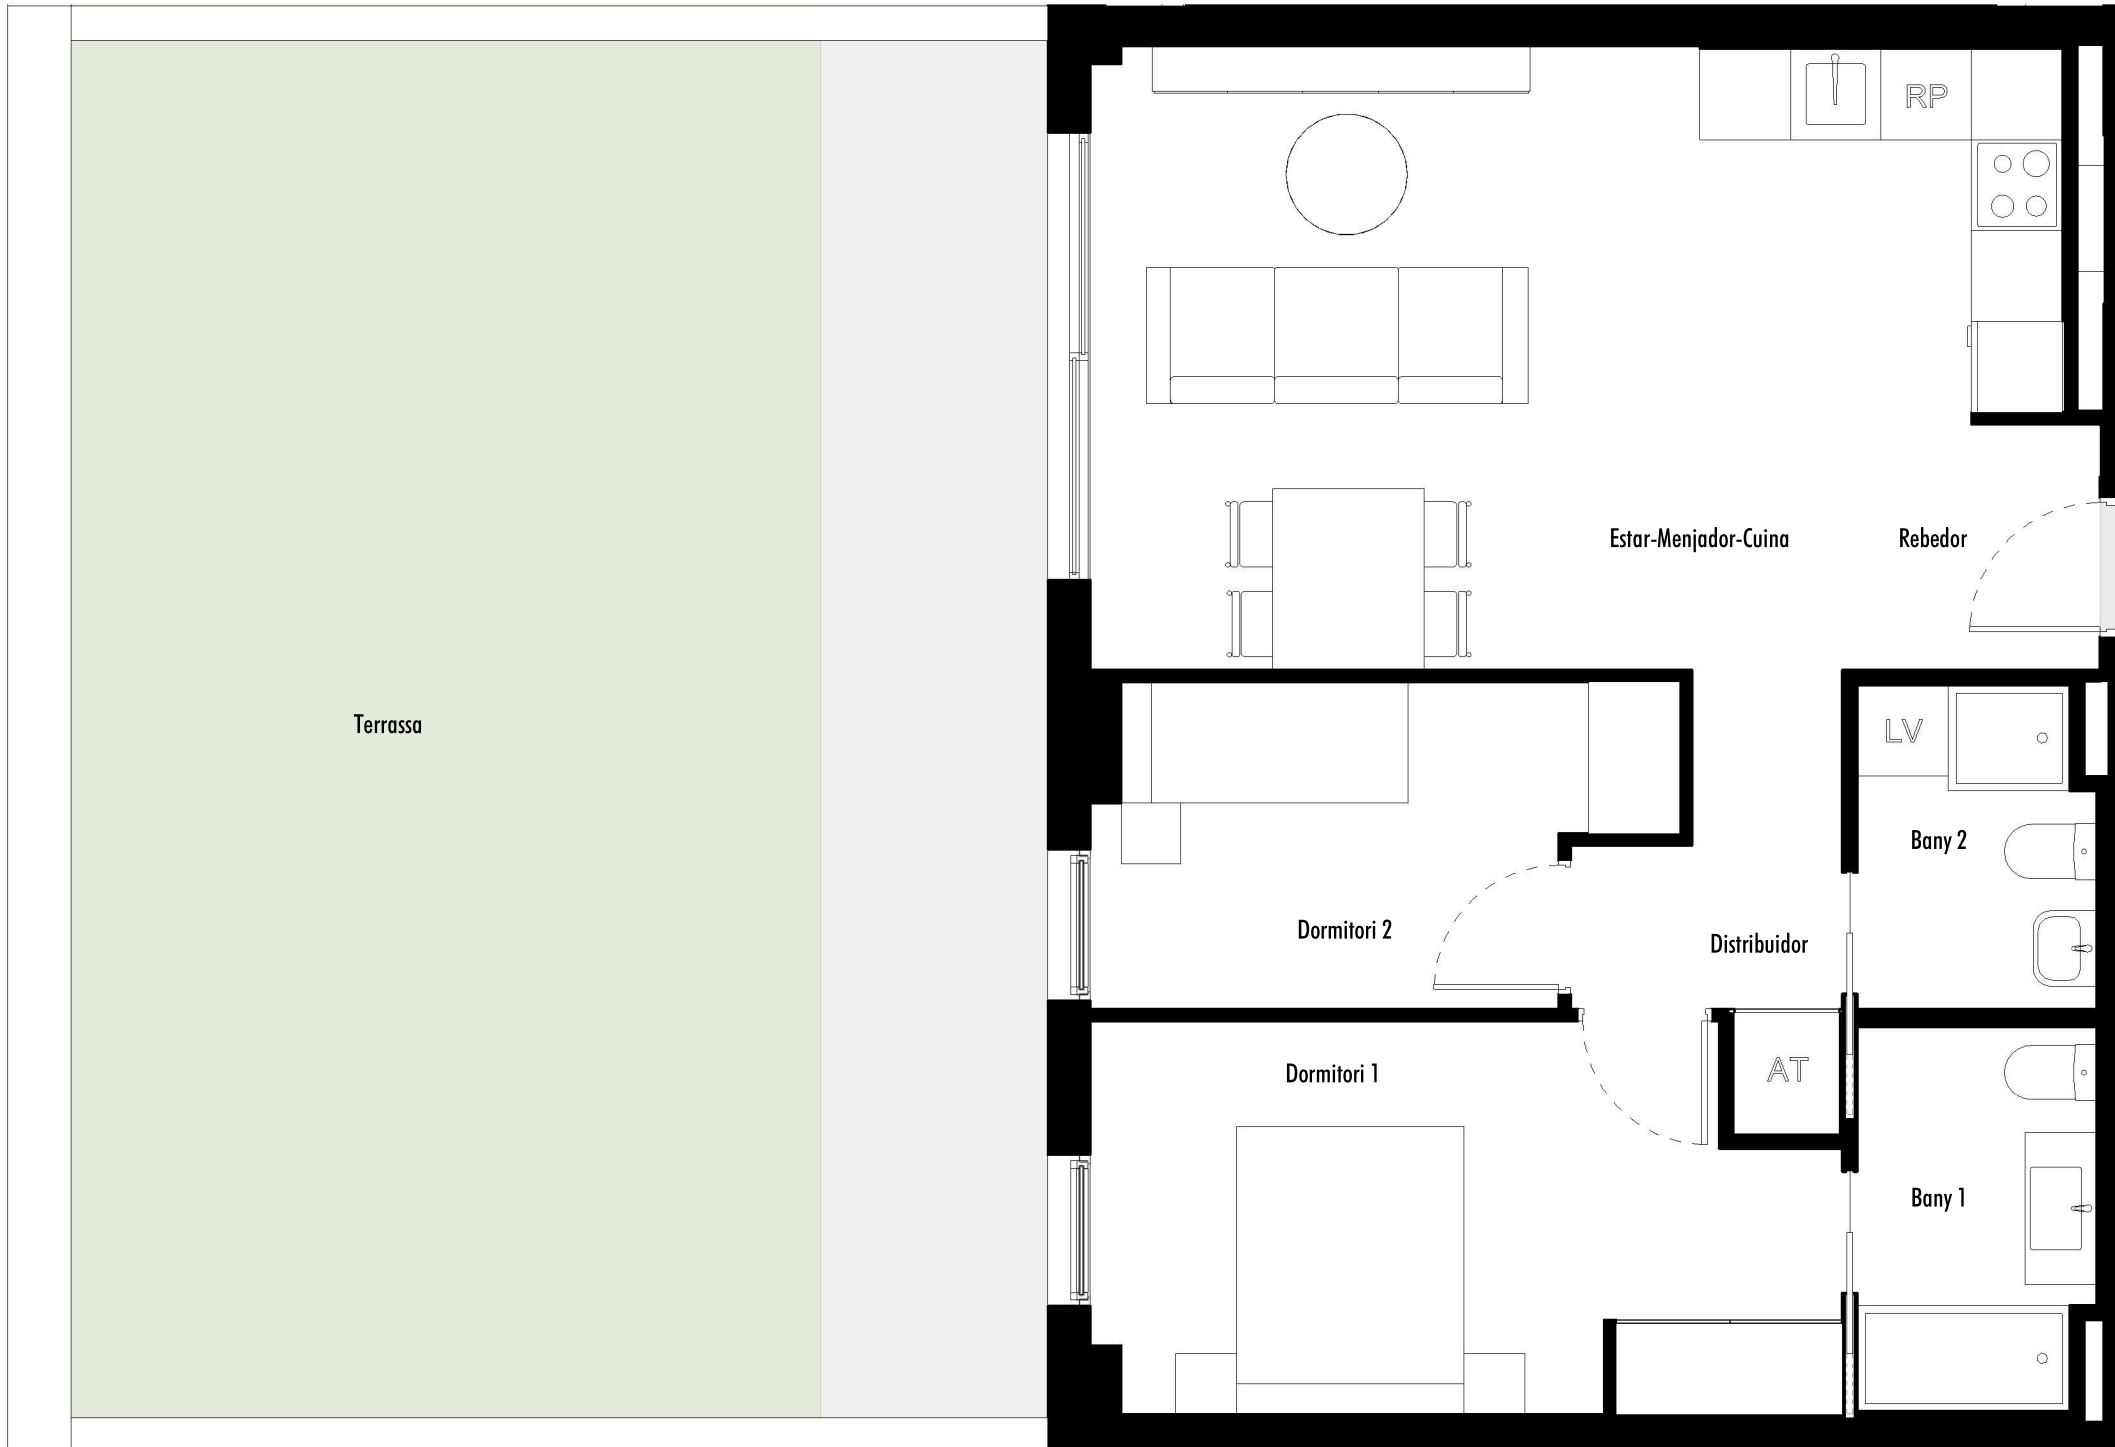 RP
Estar-Menjador-Cuina
Rebedor
Terrassa
LV
Bany 2
Dormitori 2
Distribuidor
Dormitori 1
AT
Bany 1